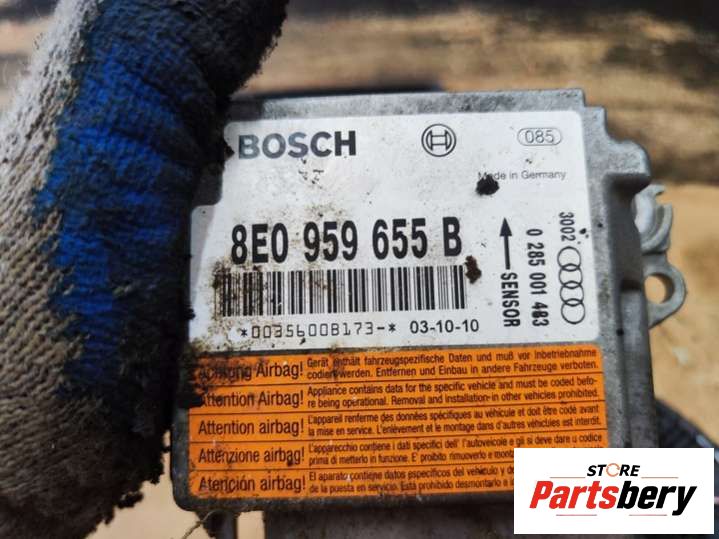 BOSCH
085
Made in Germany
8E0 959 655 B
SENSOR
0 285 001 483
3002
*00356008173-* 03-10-10
Achtung Airbag! Gerät enthält fahrzeugspezifische Daten und muß vor Inbetriebnahme
codiert werden. Entfernen und Einbau in andere Fahrzeuge verboten.
Attention Airbag! Appliance contains data for the specific vehicle and must be coded befo-
re being operational. Removal and installation-in other vehicles prohibited.
Attention airbag! L'appareil renferme des données spécifiques au véhicule et doit être codé avant
la mise en service. L'enlèvement et le montage dans d'autres véhicules est interdit.
Attenzione airbag! L'apparecchio contiene i dati specifici dell' l'autoveicolo e gli si deve dare u codice
prima di metterlo in funzione. E' proibito rimuoverlo e
Atención airbag! El aparato contiene datos específicos del vehículo y
de la puesta en servicio. Está prohibido desmontarlo
STORE
Partsbery